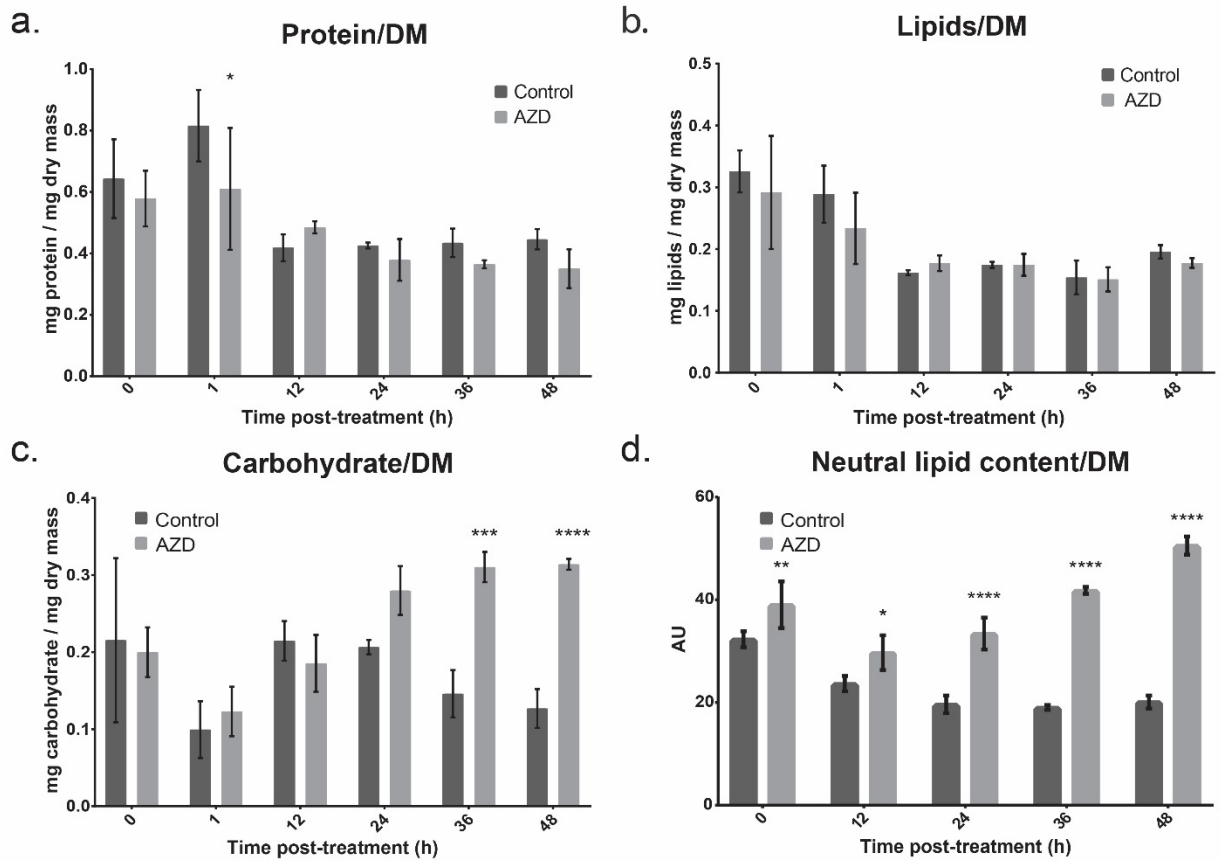 a.
Protein/DM
mg protein / mg dry mass
1.0
0.8
0.6
0.4
0.2
0.0
*
Control
AZD
0
1
12
24
36
48
Time post-treatment (h)
b.
Lipids/DM
mg lipids / mg dry mass
0.5
0.4
0.3
0.2
0.1
0.0
Control
AZD
0
1
12
24
36
48
Time post-treatment (h)
c.
Carbohydrate/DM
mg carbohydrate / mg dry mass
0.4
0.3
0.2
0.1
0.0
Control
AZD
***
****
0
1
12
24
36
48
Time post-treatment (h)
d.
Neutral lipid content/DM
AU
60
40
20
0
Control
AZD
**
*
****
****
****
0
12
24
36
48
Time post-treatment (h)